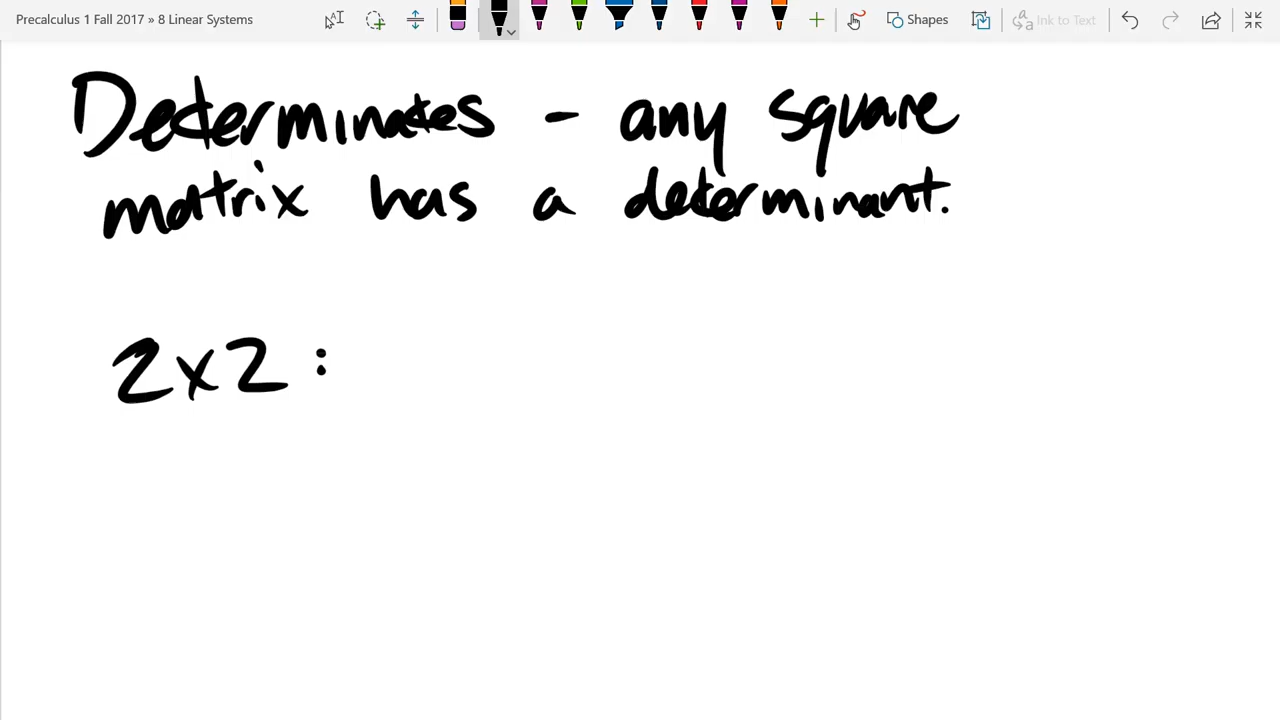 Precalculus 1 Fall 2017 » 8 Linear Systems
Shapes
Ink to Text
Determinates - any square
matrix has a determinant.
2x2 :